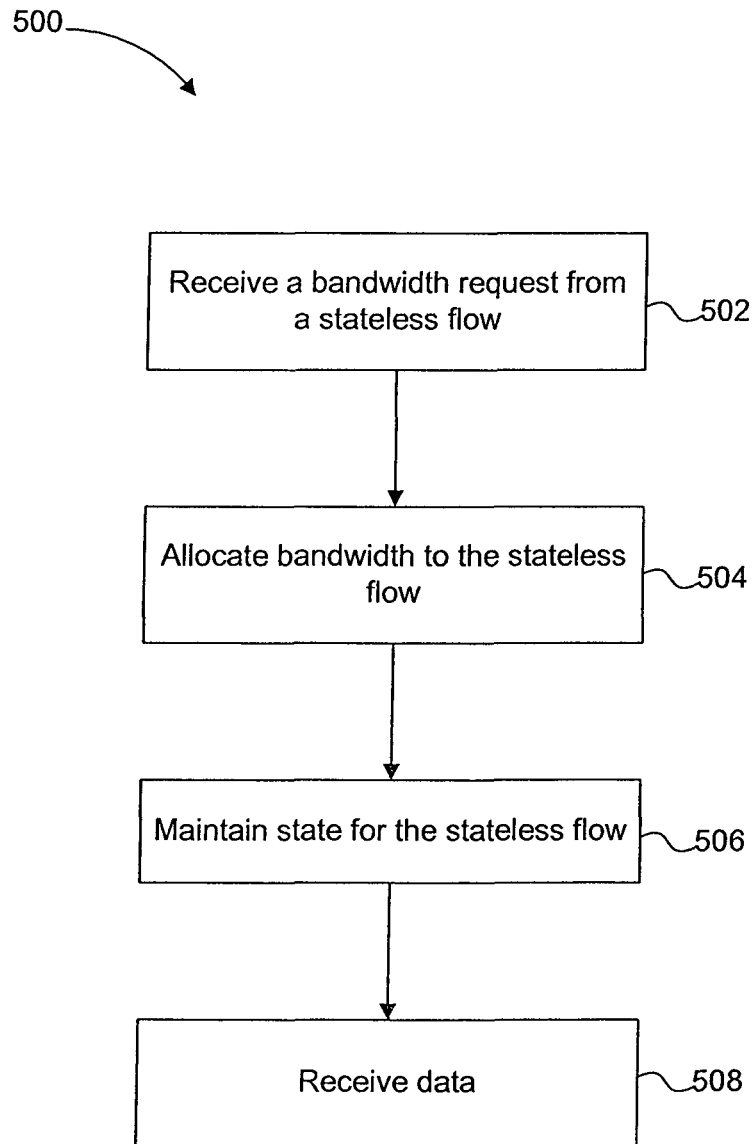 500
Receive a bandwidth request from
a stateless flow
502
Allocate bandwidth to the stateless
flow
504
Maintain state for the stateless flow
506
Receive data
508